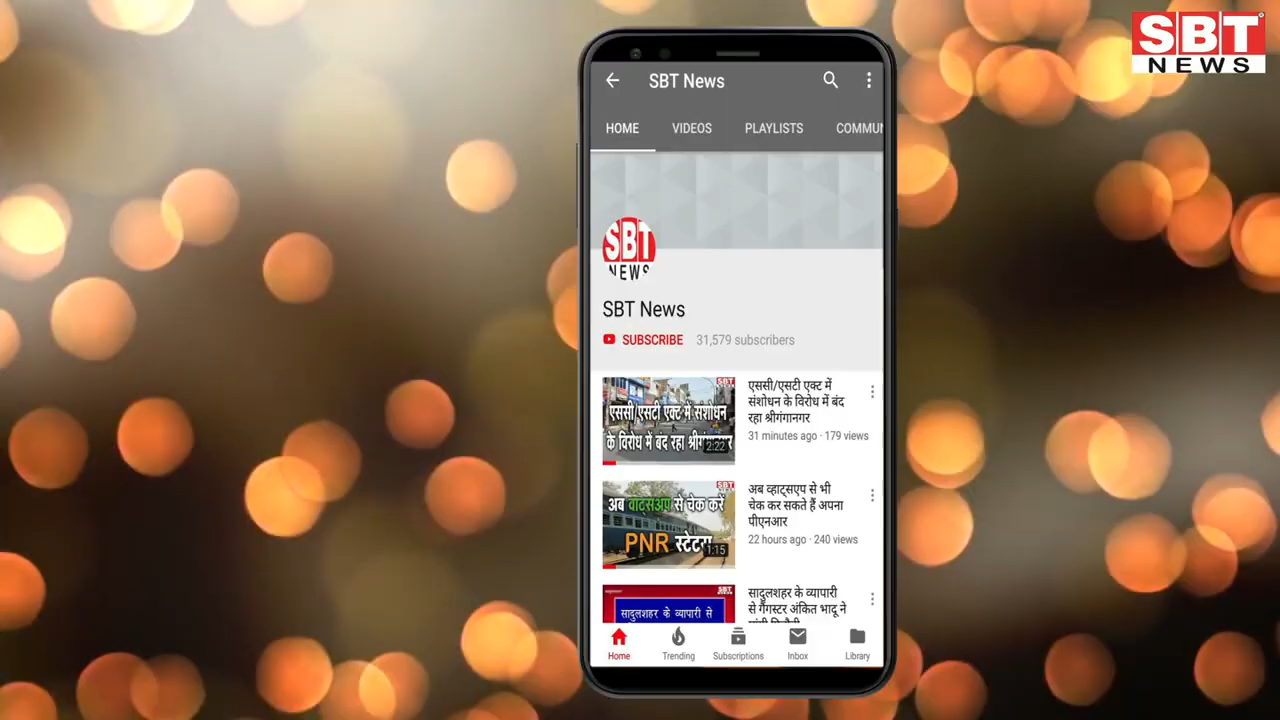 SBT
NEWS
SBT News
HOME VIDEOS PLAYLISTS COMMUN
SBT
NEWS
SBT News
SUBSCRIBE 31,579 subscribers
एससी/एसटी एक्ट में संशोधन
के विरोध में बंद रहा
2:22
एससी/एसटी एक्ट में
संशोधन के विरोध में बंद
रहा श्रीगंगानगर
31 minutes ago · 179 views
अब वाट्सअप से चेक करें
PNR स्टेटस
1:15
अब व्हाट्सएप से भी
चेक कर सकते हैं अपना
पीएनआर
22 hours ago · 240 views
सादुलशहर के व्यापारी से
सादुलशहर के व्यापारी
से गैंगस्टर अंकित भादू ने
Home Trending Subscriptions Inbox Library